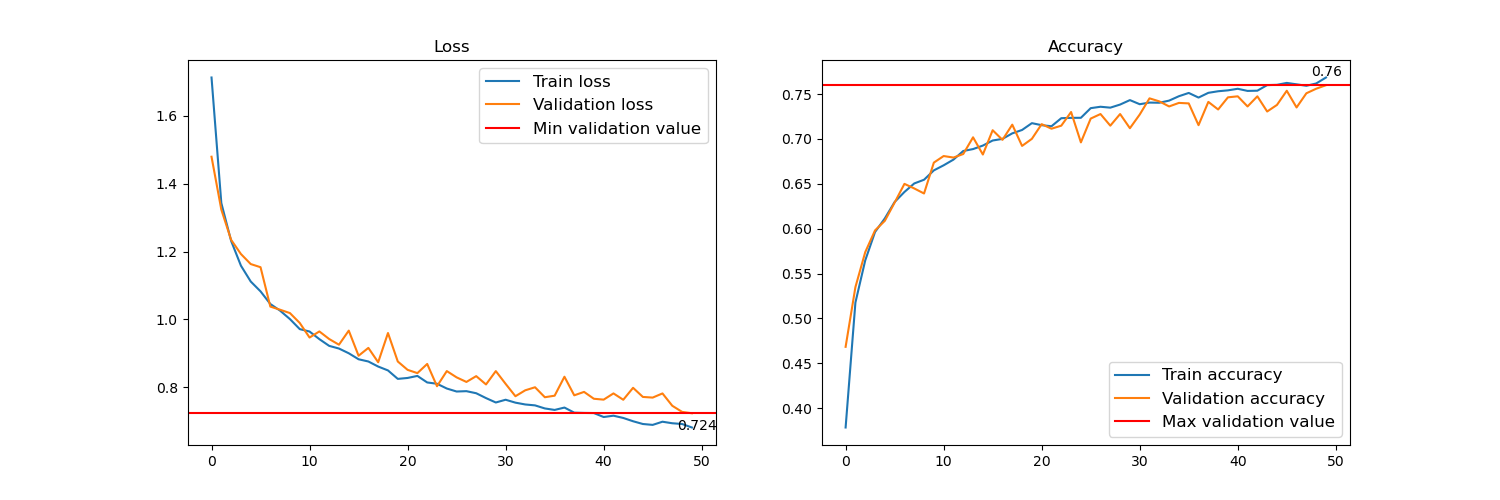 Loss
1.6
1.4
1.2
1.0
0.8
0 10 20 30 40 50
Train loss
Validation loss
Min validation value
0.724
Accuracy
0.75
0.70
0.65
0.60
0.55
0.50
0.45
0.40
0 10 20 30 40 50
0.76
Train accuracy
Validation accuracy
Max validation value